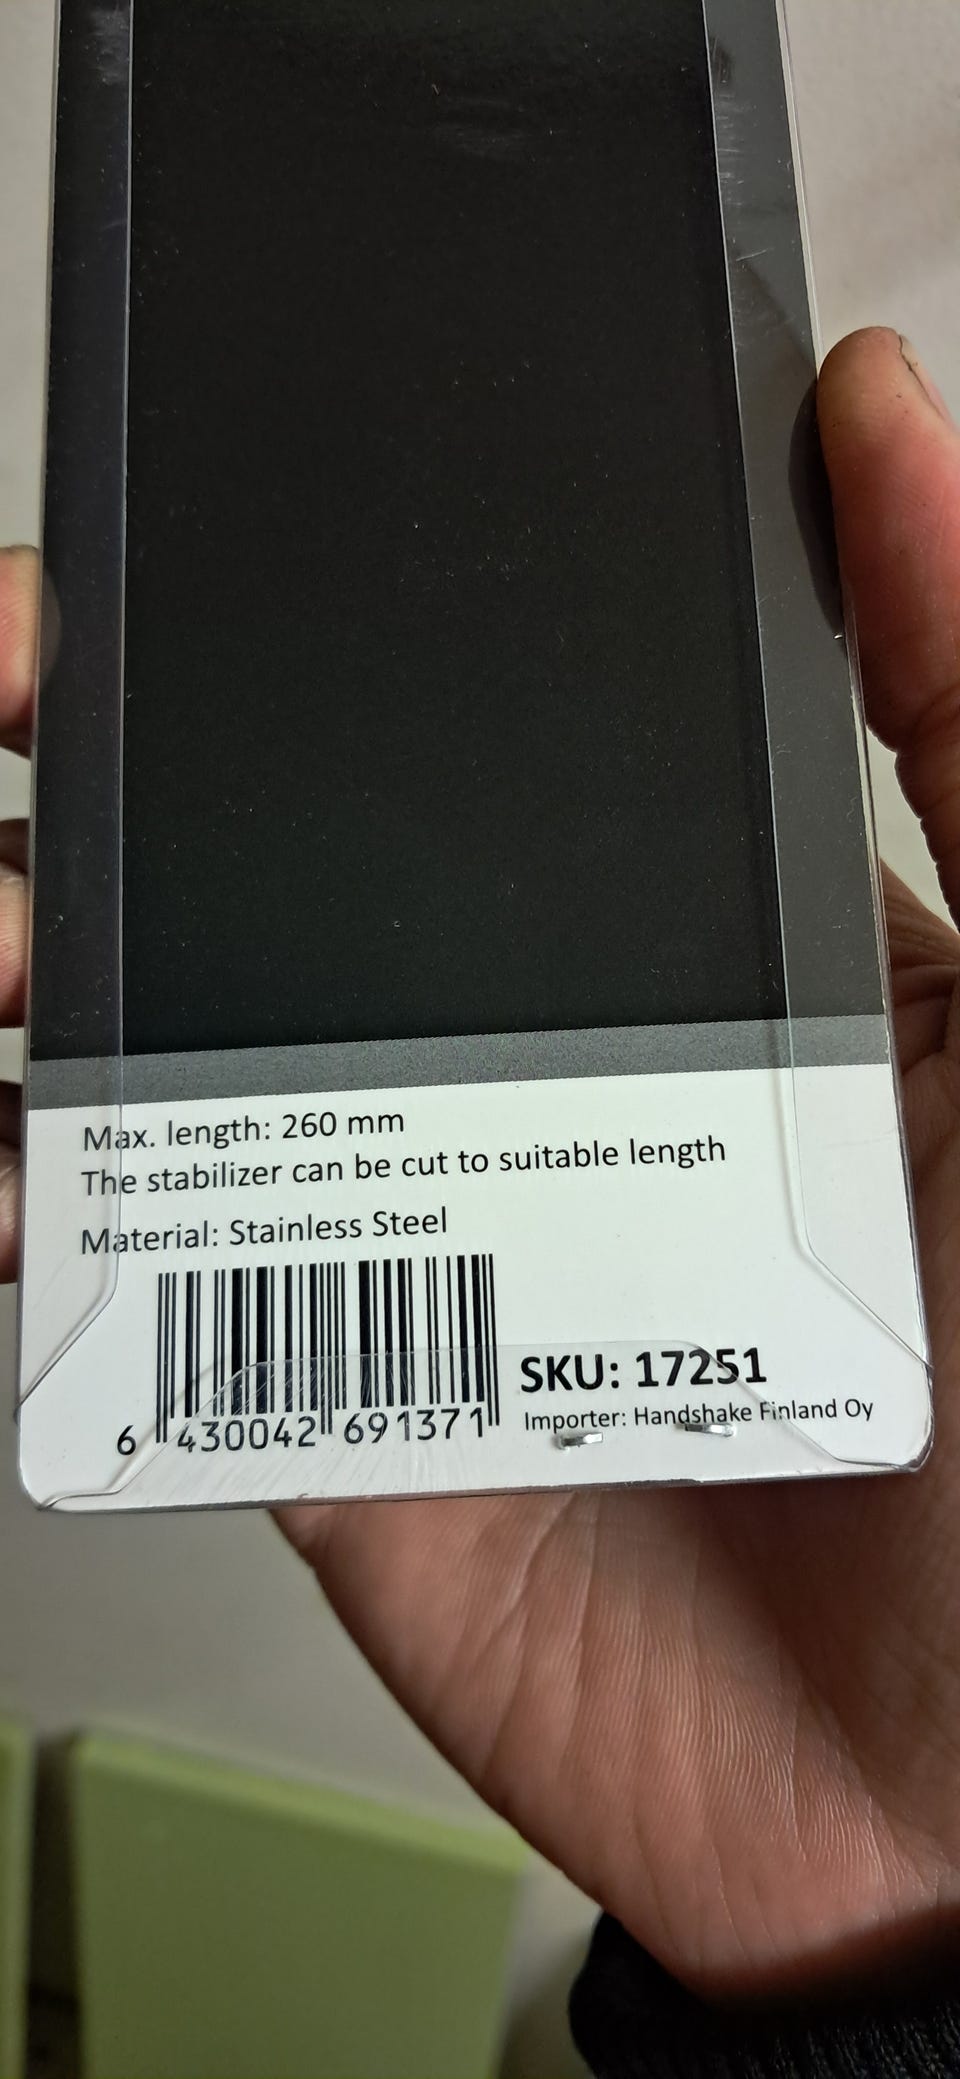 Max. length: 260 mm
The stabilizer can be cut to suitable length
Material: Stainless Steel
SKU: 17251
Importer: Handshake Finland Oy
6 430042 691371